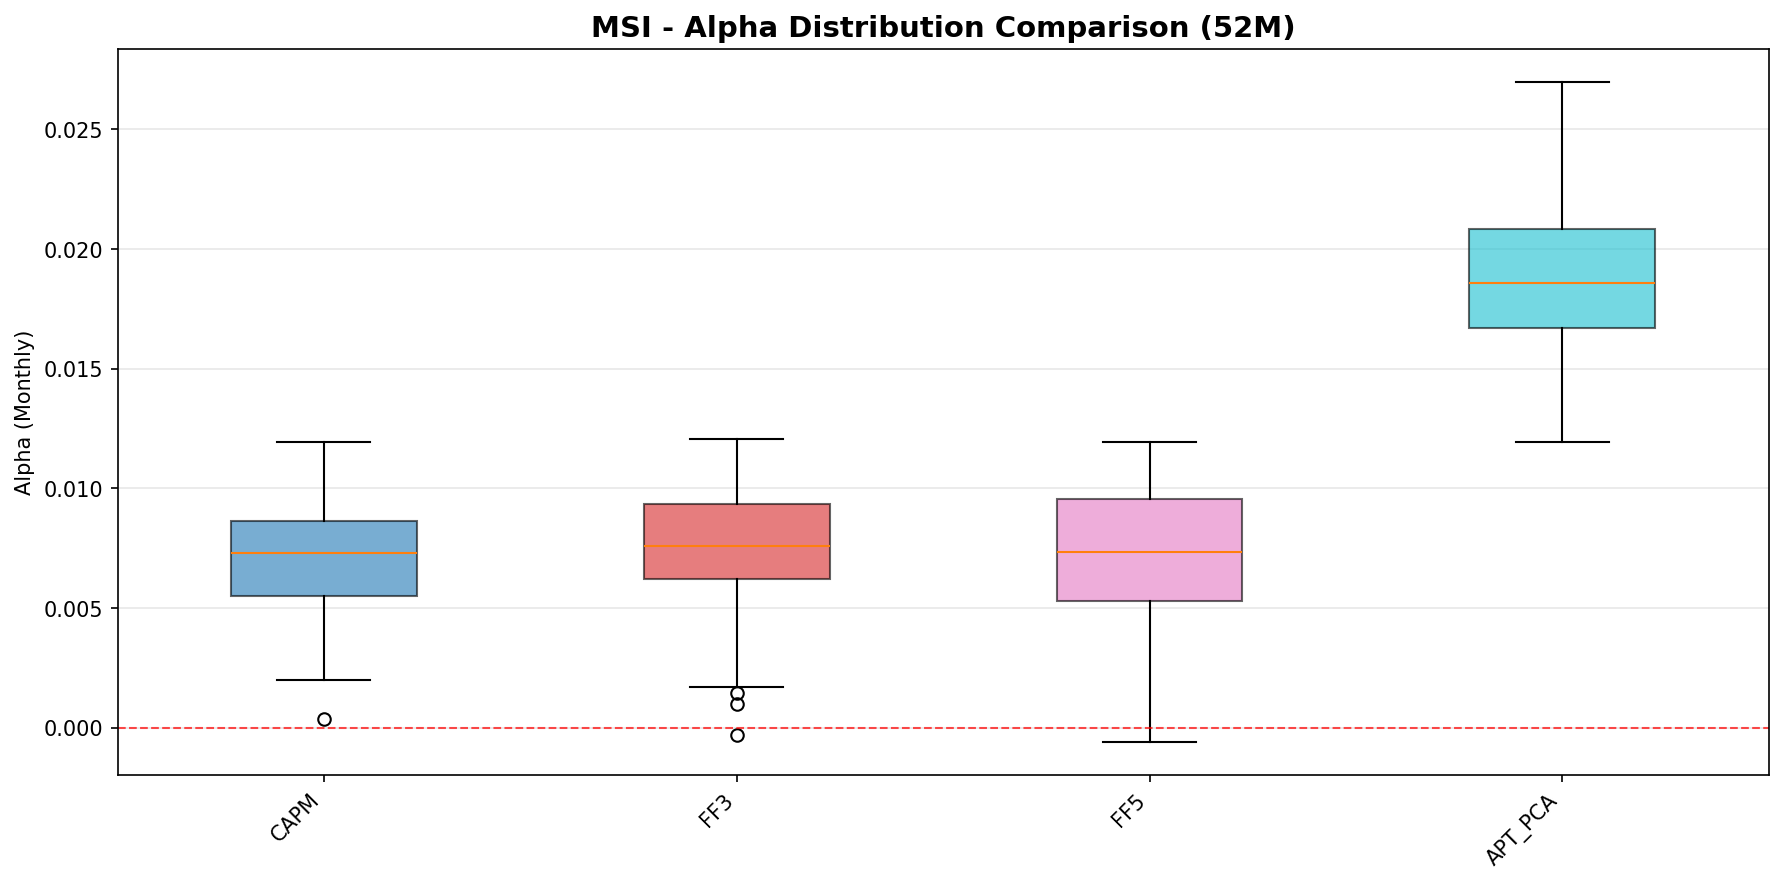 MSI - Alpha Distribution Comparison (52M)
Alpha (Monthly)
0.025
0.020
0.015
0.010
0.005
0.000
CAPM
FF3
FF5
APT_PCA